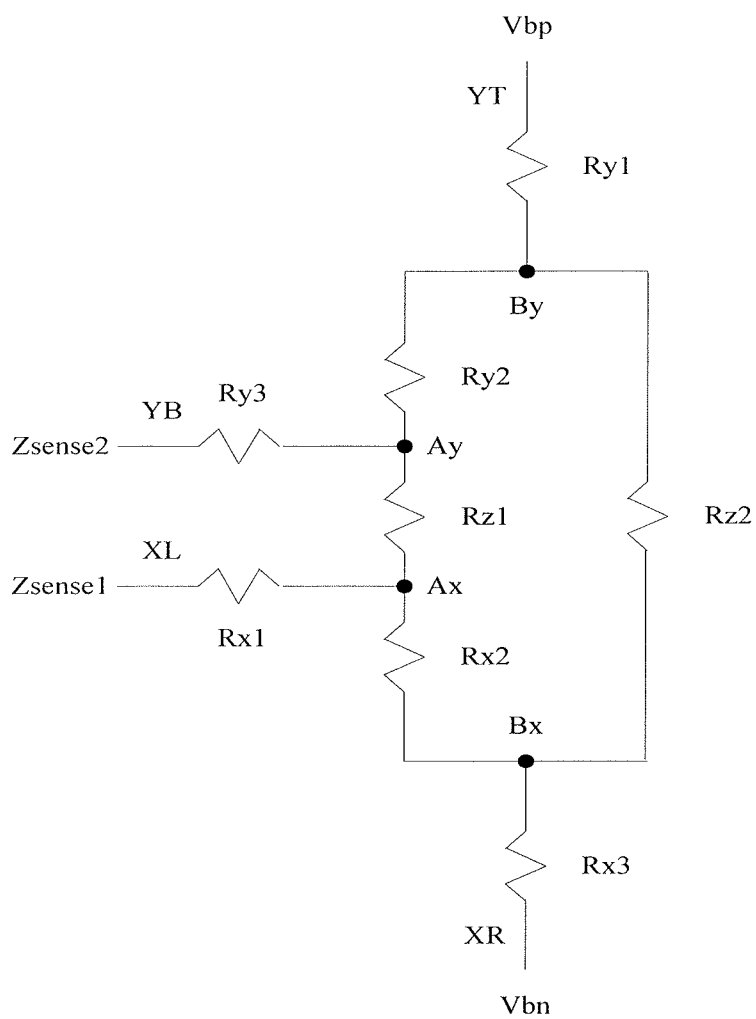 Vbp
YT
Ry1
By
Ry2
Ry3
YB
Zsense2
Ay
Rz1
Rz2
XL
Zsense1
Ax
Rx1
Rx2
Bx
Rx3
XR
Vbn